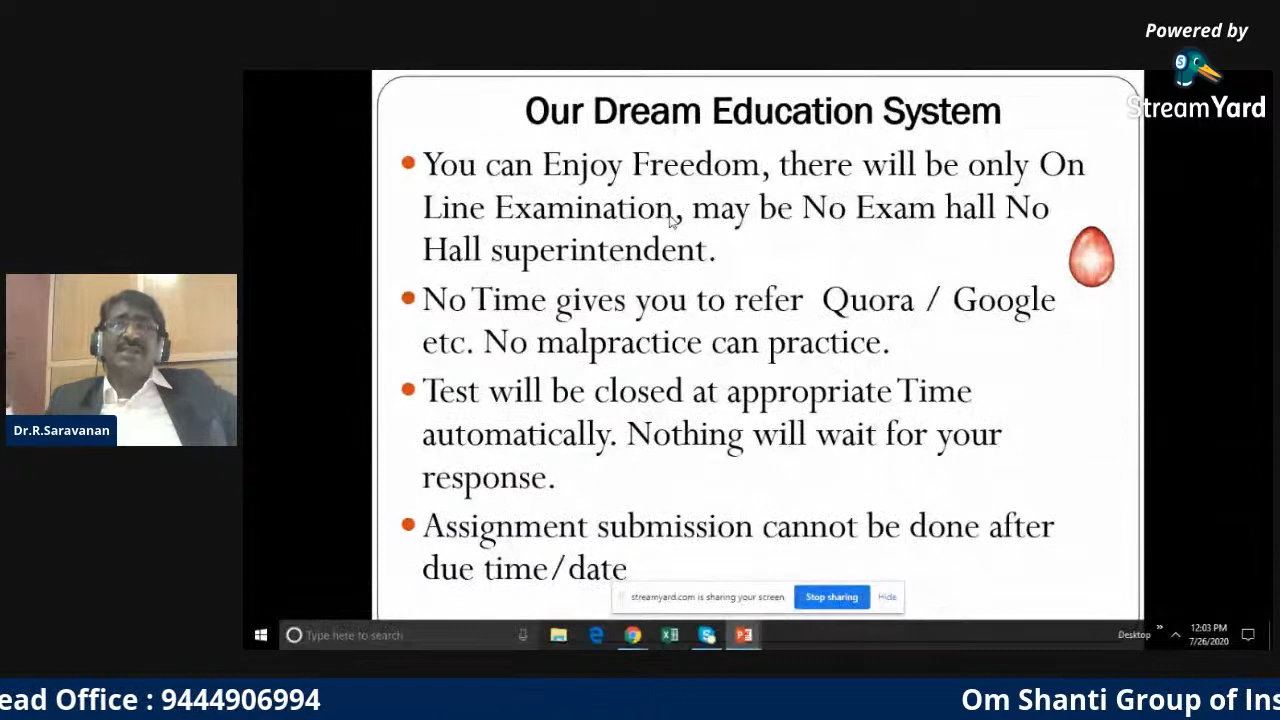 Powered by
StreamYard
Our Dream Education System
You can Enjoy Freedom, there will be only On
Line Examination, may be No Exam hall No
Hall superintendent.
No Time gives you to refer Quora / Google
etc. No malpractice can practice.
Test will be closed at appropriate Time
automatically. Nothing will wait for your
response.
Assignment submission cannot be done after
due time/date
Dr.R.Saravanan
streamyard.com is sharing your screen.
Stop sharing
Hide
Type here to search
Desktop
12:03 PM
7/26/2020
ead Office : 9444906994
Om Shanti Group of Ins